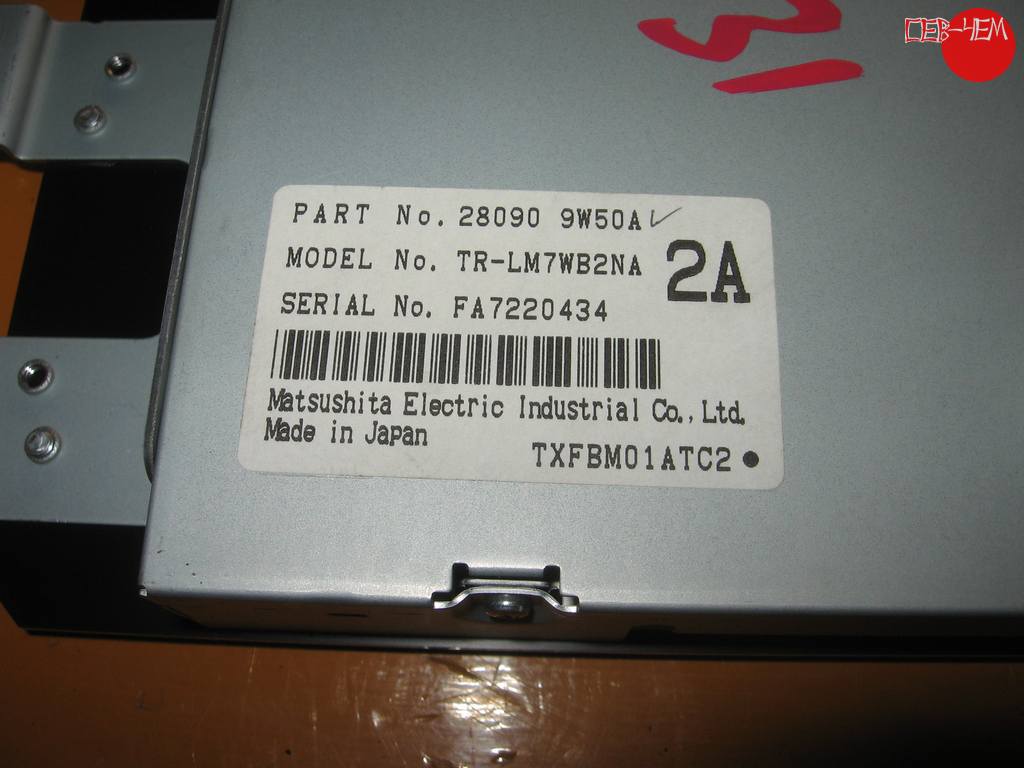 PART No. 28090 9W50A
MODEL No. TR-LM7WB2NA
2A
SERIAL No. FA7220434
Matsushita Electric Industrial Co., Ltd.
Made in Japan
TXFBM01ATC2